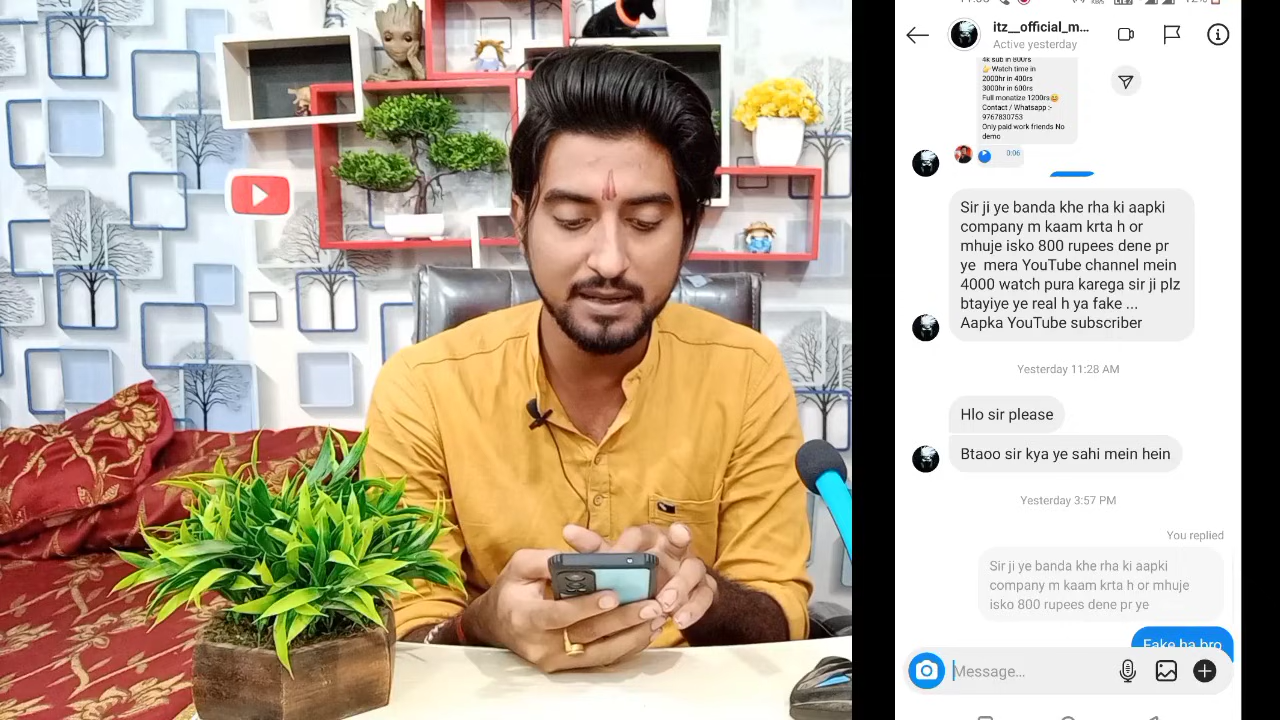 itz__official_m...
Active yesterday
4k sub in 800rs
👉Watch time in
2000hr in 400rs
3000hr in 600rs
Full monatize 1200rs😊
Contact / Whatsapp :-
9767830753
Only paid work friends No
demo
0:06
Sir ji ye banda khe rha ki aapki
company m kaam krta h or
mhuje isko 800 rupees dene pr
ye mera YouTube channel mein
4000 watch pura karega sir ji plz
btayiye ye real h ya fake ...
Aapka YouTube subscriber
Yesterday 11:28 AM
Hlo sir please
Btaoo sir kya ye sahi mein hein
Yesterday 3:57 PM
You replied
Sir ji ye banda khe rha ki aapki
company m kaam krta h or mhuje
isko 800 rupees dene pr ye
Fake ha bro
Message...